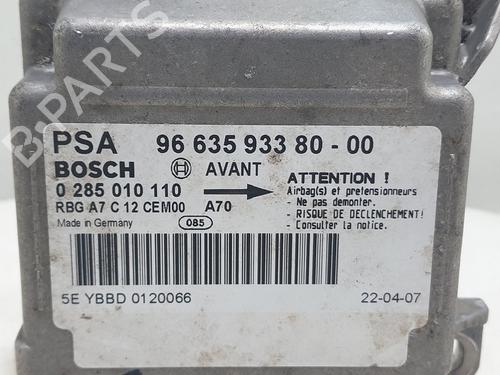 PSA 96 635 933 80 - 00
BOSCH AVANT
0 285 010 110
RBG A7 C 12 CEM00 A70
Made in Germany 085
ATTENTION !
Airbag(s) et pretensionneurs
- Ne pas demonter.
- RISQUE DE DECLENCHEMENT!
- Consulter la notice.
5E YBBD 0120066 22-04-07
B-PARTS